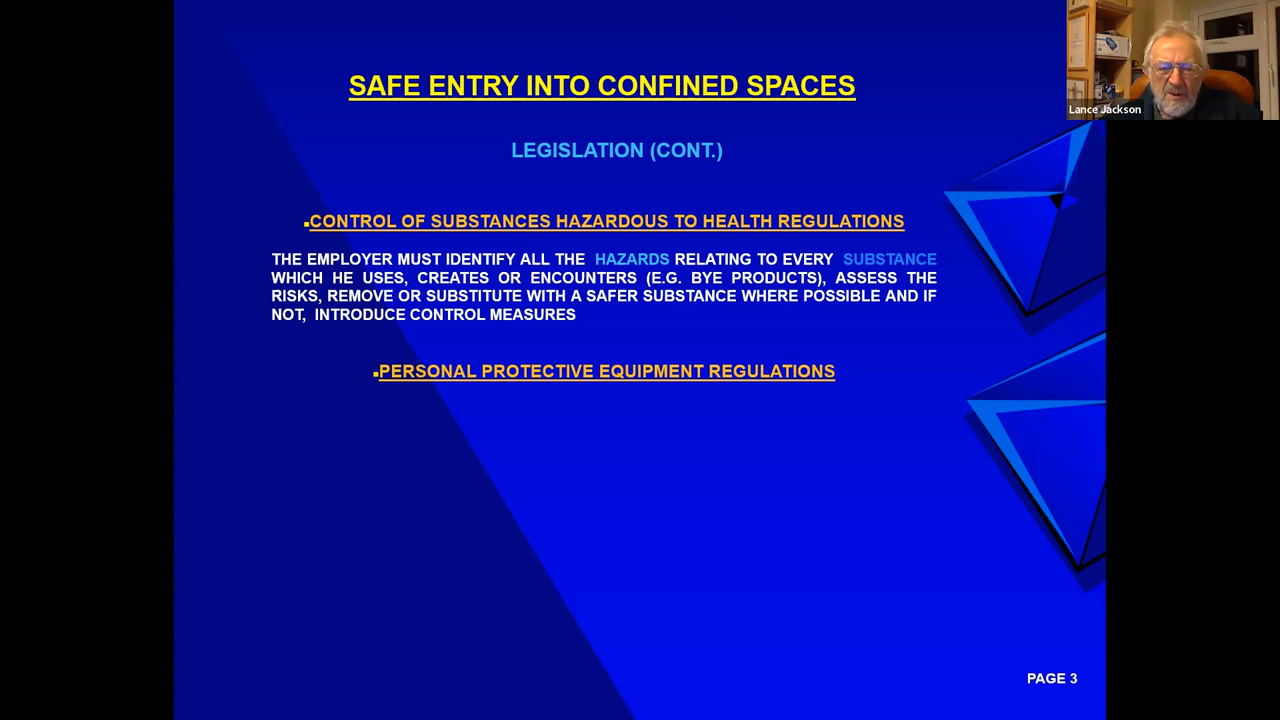 SAFE ENTRY INTO CONFINED SPACES
Lance Jackson
LEGISLATION (CONT.)
CONTROL OF SUBSTANCES HAZARDOUS TO HEALTH REGULATIONS
THE EMPLOYER MUST IDENTIFY ALL THE HAZARDS RELATING TO EVERY SUBSTANCE
WHICH HE USES, CREATES OR ENCOUNTERS (E.G. BYE PRODUCTS), ASSESS THE
RISKS, REMOVE OR SUBSTITUTE WITH A SAFER SUBSTANCE WHERE POSSIBLE AND IF
NOT, INTRODUCE CONTROL MEASURES
PERSONAL PROTECTIVE EQUIPMENT REGULATIONS
PAGE 3